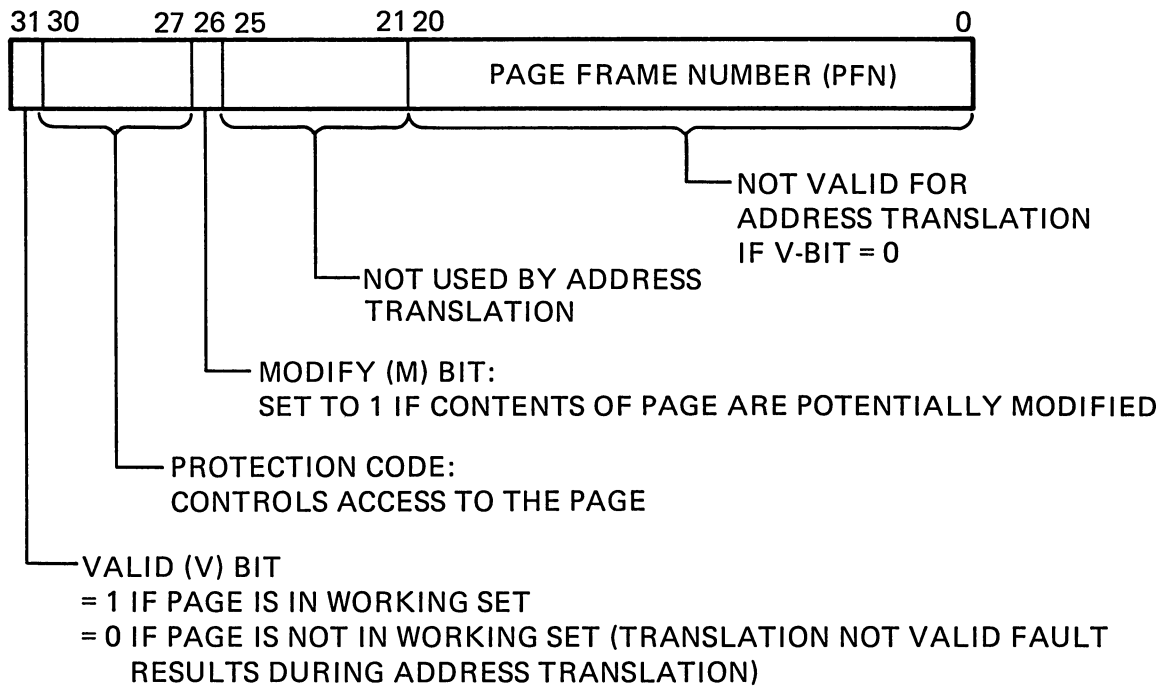 31 30 27 26 25 21 20 0
PAGE FRAME NUMBER (PFN)
NOT VALID FOR
ADDRESS TRANSLATION
IF V-BIT = 0
NOT USED BY ADDRESS
TRANSLATION
MODIFY (M) BIT:
SET TO 1 IF CONTENTS OF PAGE ARE POTENTIALLY MODIFIED
PROTECTION CODE:
CONTROLS ACCESS TO THE PAGE
VALID (V) BIT
= 1 IF PAGE IS IN WORKING SET
= 0 IF PAGE IS NOT IN WORKING SET (TRANSLATION NOT VALID FAULT
RESULTS DURING ADDRESS TRANSLATION)